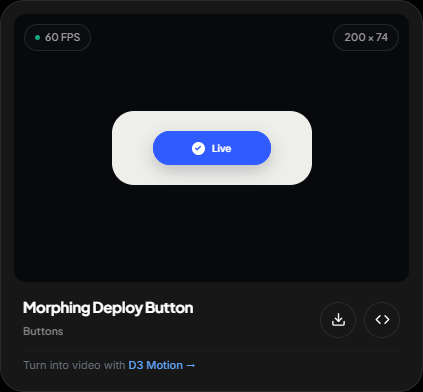 60 FPS
200 × 74
Live
Morphing Deploy Button
Buttons
Turn into video with D3 Motion →